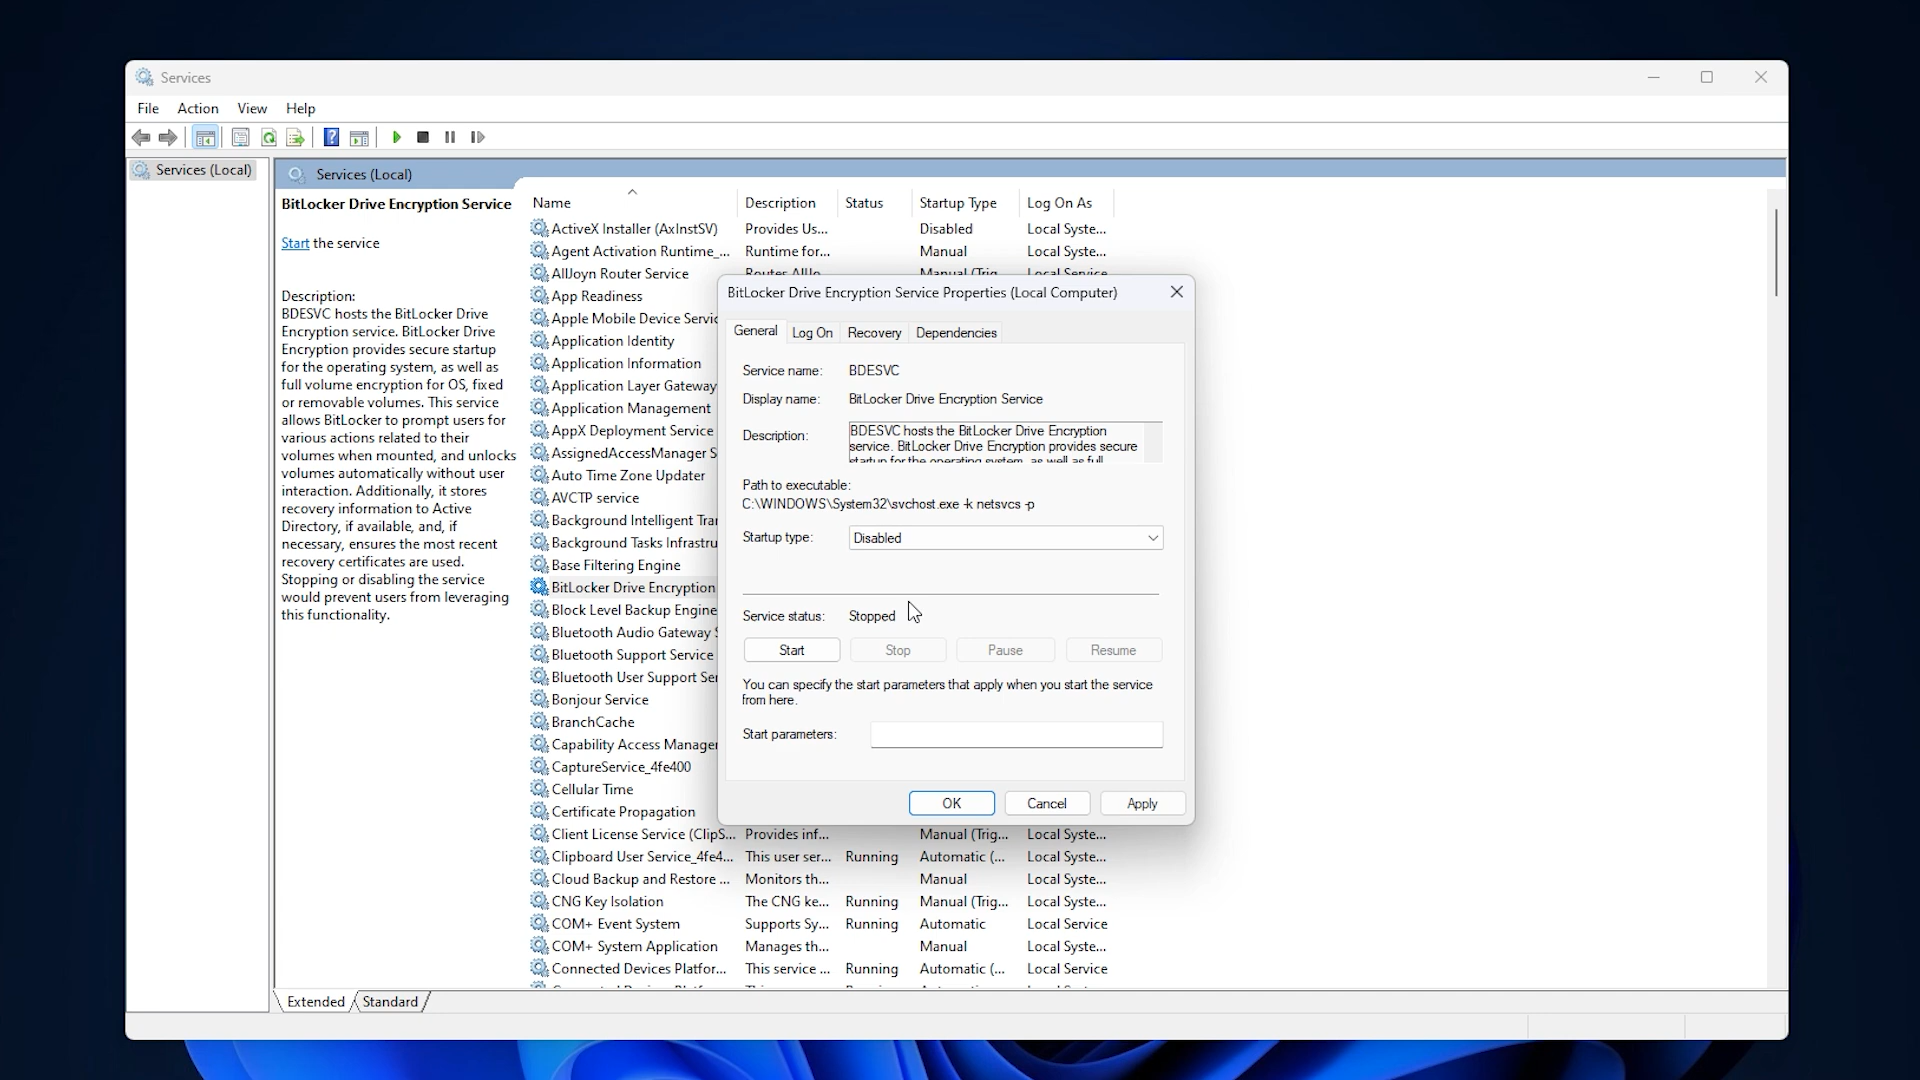 Services
File Action View Help
Services (Local)
Services (Local)
BitLocker Drive Encryption Service
Start the service
Description:
BDESVC hosts the BitLocker Drive
Encryption service. BitLocker Drive
Encryption provides secure startup
for the operating system, as well as
full volume encryption for OS, fixed
or removable volumes. This service
allows BitLocker to prompt users for
various actions related to their
volumes when mounted, and unlocks
volumes automatically without user
interaction. Additionally, it stores
recovery information to Active
Directory, if available, and, if
necessary, ensures the most recent
recovery certificates are used.
Stopping or disabling the service
would prevent users from leveraging
this functionality.
Name Description Status Startup Type Log On As
ActiveX Installer (AxInstSV) Provides Us... Disabled Local Syste...
Agent Activation Runtime_... Runtime for... Manual Local Syste...
AllJoyn Router Service Routes AllJo... Manual (Trig... Local Service
App Readiness
Apple Mobile Device Servic
Application Identity
Application Information
Application Layer Gateway
Application Management
AppX Deployment Service
AssignedAccessManager S
Auto Time Zone Updater
AVCTP service
Background Intelligent Tra
Background Tasks Infrastru
Base Filtering Engine
BitLocker Drive Encryption
Block Level Backup Engine
Bluetooth Audio Gateway S
Bluetooth Support Service
Bluetooth User Support Se
Bonjour Service
BranchCache
Capability Access Manager
CaptureService_4fe400
Cellular Time
Certificate Propagation
Client License Service (ClipS... Provides inf... Manual (Trig... Local Syste...
Clipboard User Service_4fe4... This user ser... Running Automatic (... Local Syste...
Cloud Backup and Restore ... Monitors th... Manual Local Syste...
CNG Key Isolation The CNG ke... Running Manual (Trig... Local Syste...
COM+ Event System Supports Sy... Running Automatic Local Service
COM+ System Application Manages th... Manual Local Syste...
Connected Devices Platfor... This service ... Running Automatic (... Local Service
BitLocker Drive Encryption Service Properties (Local Computer)
General Log On Recovery Dependencies
Service name: BDESVC
Display name: BitLocker Drive Encryption Service
Description: BDESVC hosts the BitLocker Drive Encryption
service. BitLocker Drive Encryption provides secure
startup for the operating system, as well as full
Path to executable:
C:\WINDOWS\System32\svchost.exe -k netsvcs -p
Startup type: Disabled
Service status: Stopped
Start Stop Pause Resume
You can specify the start parameters that apply when you start the service
from here.
Start parameters:
OK Cancel Apply
Extended Standard